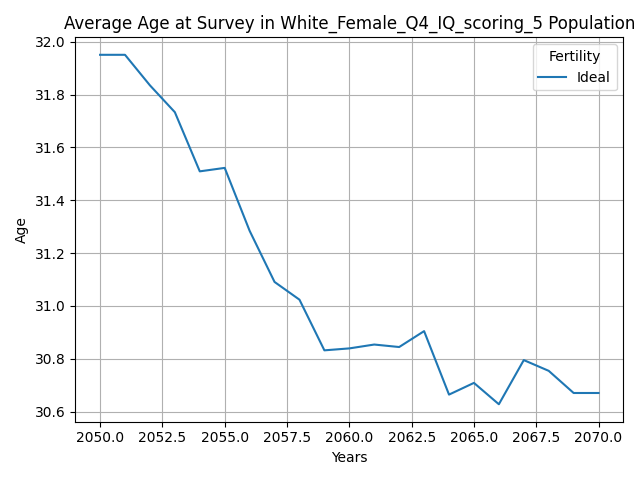 Average Age at Survey in White_Female_Q4_IQ_scoring_5 Population
Fertility
Ideal
32.0
31.8
31.6
31.4
31.2
31.0
30.8
30.6
Age
2050.0 2052.5 2055.0 2057.5 2060.0 2062.5 2065.0 2067.5 2070.0
Years